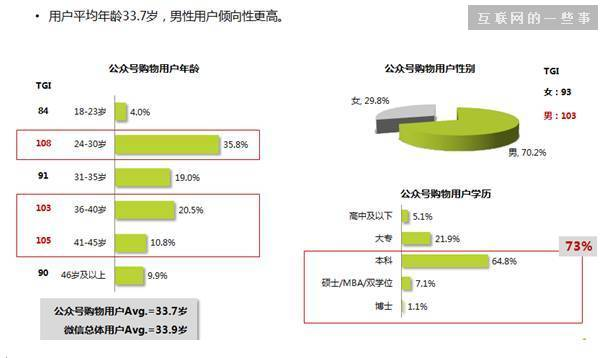 互联网的一些事
• 用户平均年龄33.7岁，男性用户倾向性更高。
公众号购物用户年龄
TGI
84 18-23岁 4.0%
108 24-30岁 35.8%
91 31-35岁 19.0%
103 36-40岁 20.5%
105 41-45岁 10.8%
90 46岁及以上 9.9%
公众号购物用户Avg.=33.7岁
微信总体用户Avg.=33.9岁
公众号购物用户性别
女, 29.8%
男, 70.2%
TGI
女：93
男：103
公众号购物用户学历
高中及以下 5.1%
大专 21.9%
73%
本科 64.8%
硕士/MBA/双学位 7.1%
博士 1.1%